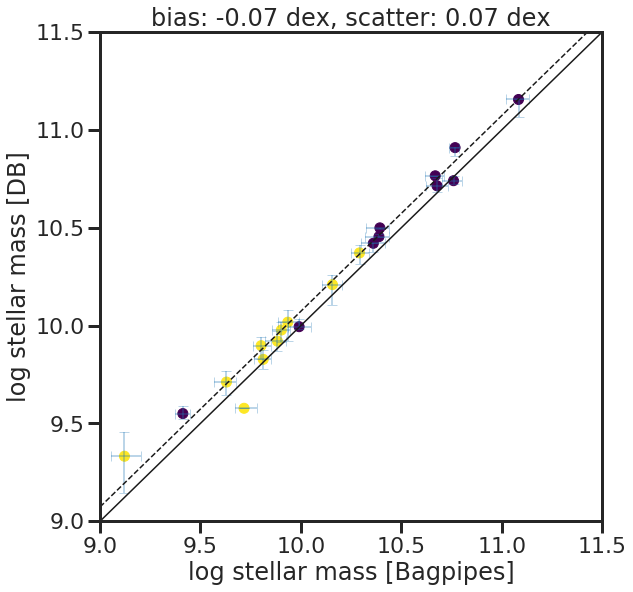 bias: -0.07 dex, scatter: 0.07 dex
11.5
11.0
10.5
10.0
9.5
9.0
log stellar mass [DB]
9.0 9.5 10.0 10.5 11.0 11.5
log stellar mass [Bagpipes]